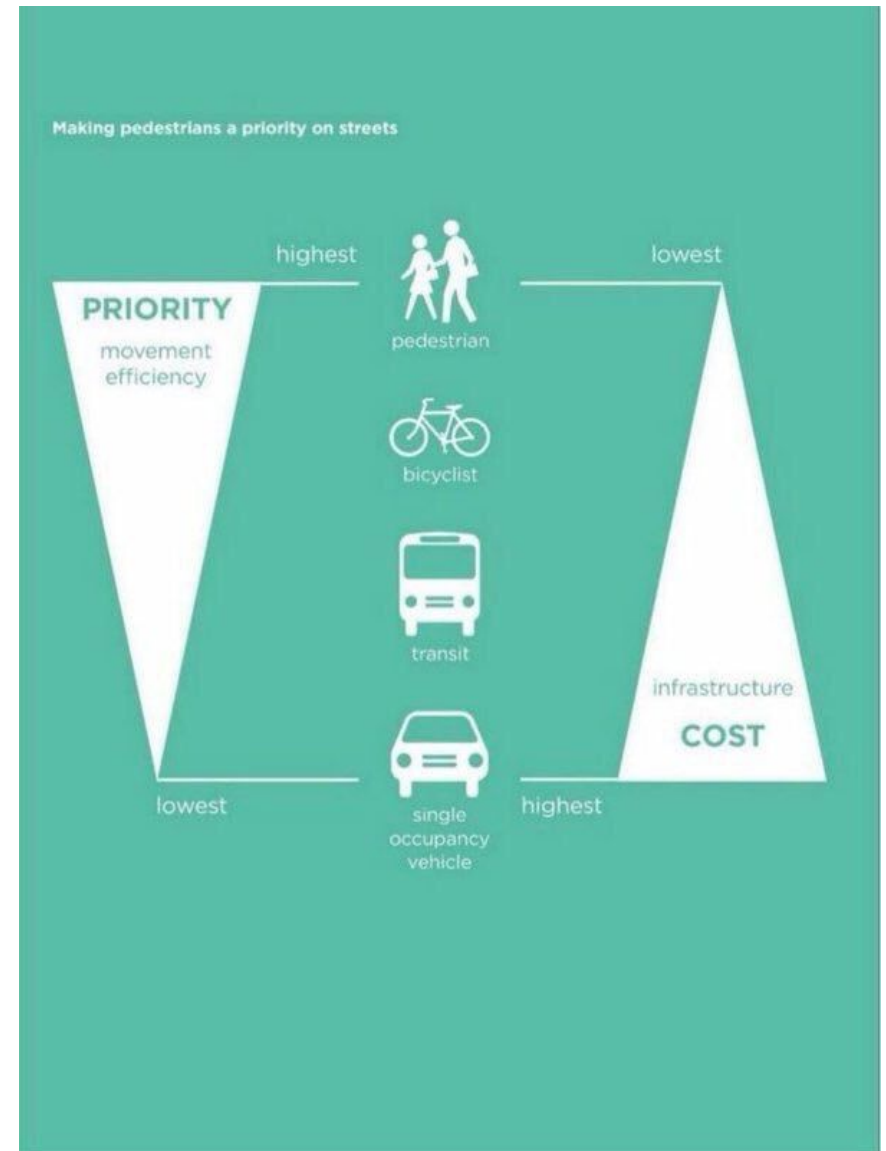 Making pedestrians a priority on streets
highest
lowest
PRIORITY
movement
efficiency
pedestrian
bicyclist
transit
infrastructure
COST
lowest
highest
single
occupancy
vehicle